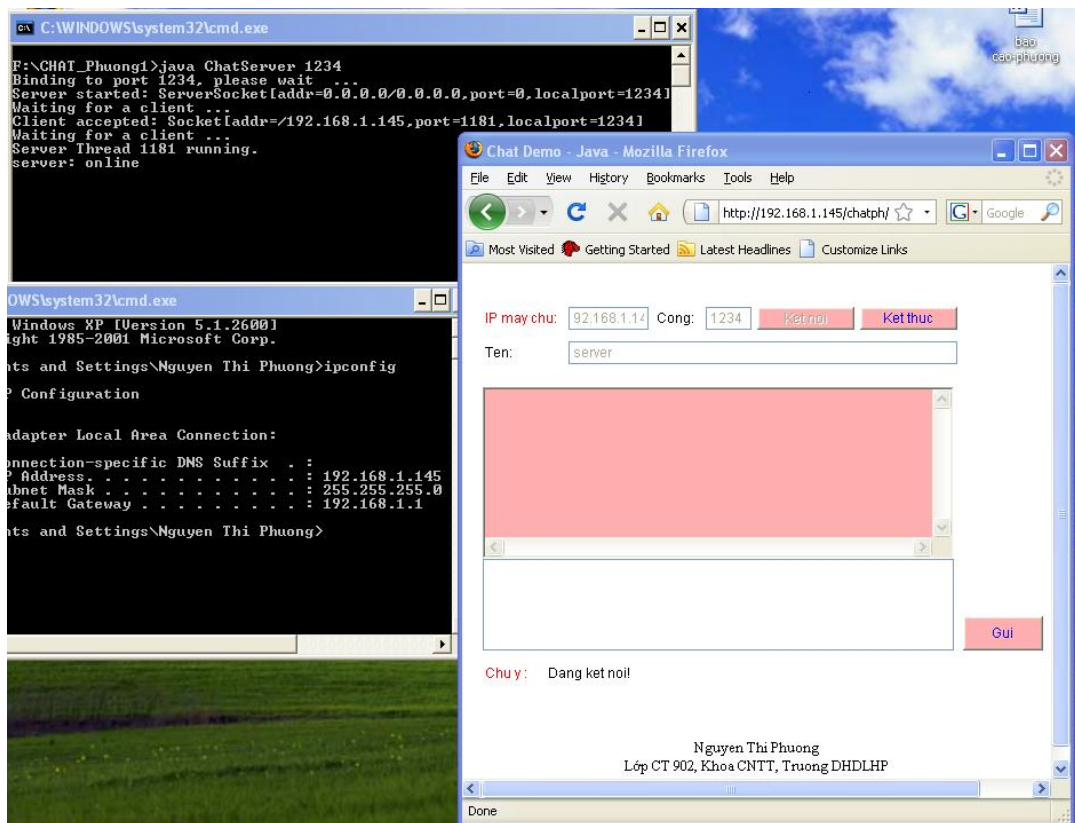 C:\WINDOWS\system32\cmd.exe
F:\CHAT_Phuong1>java ChatServer 1234
Binding to port 1234, please wait ...
Server started: ServerSocket[addr=0.0.0.0/0.0.0.0,port=0,localport=1234]
Waiting for a client ...
Client accepted: Socket[addr=/192.168.1.145,port=1181,localport=1234]
Waiting for a client ...
Server Thread 1181 running.
server: online
bao
cao-phuong
OWS\system32\cmd.exe
Windows XP [Version 5.1.2600]
ight 1985-2001 Microsoft Corp.
nts and Settings\Nguyen Thi Phuong>ipconfig
P Configuration
adapter Local Area Connection:
onnection-specific DNS Suffix . :
P Address. . . . . . . . . . . . : 192.168.1.145
ubnet Mask . . . . . . . . . . . : 255.255.255.0
efault Gateway . . . . . . . . . : 192.168.1.1
nts and Settings\Nguyen Thi Phuong>
Chat Demo - Java - Mozilla Firefox
File Edit View History Bookmarks Tools Help
http://192.168.1.145/chatph/ G Google
Most Visited Getting Started Latest Headlines Customize Links
IP may chu: 92.168.1.14 Cong: 1234 Ket noi Ket thuc
Ten: server
Gui
Chu y : Dang ket noi!
Nguyen Thi Phuong
Lớp CT 902, Khoa CNTT, Truong DHDLHP
Done